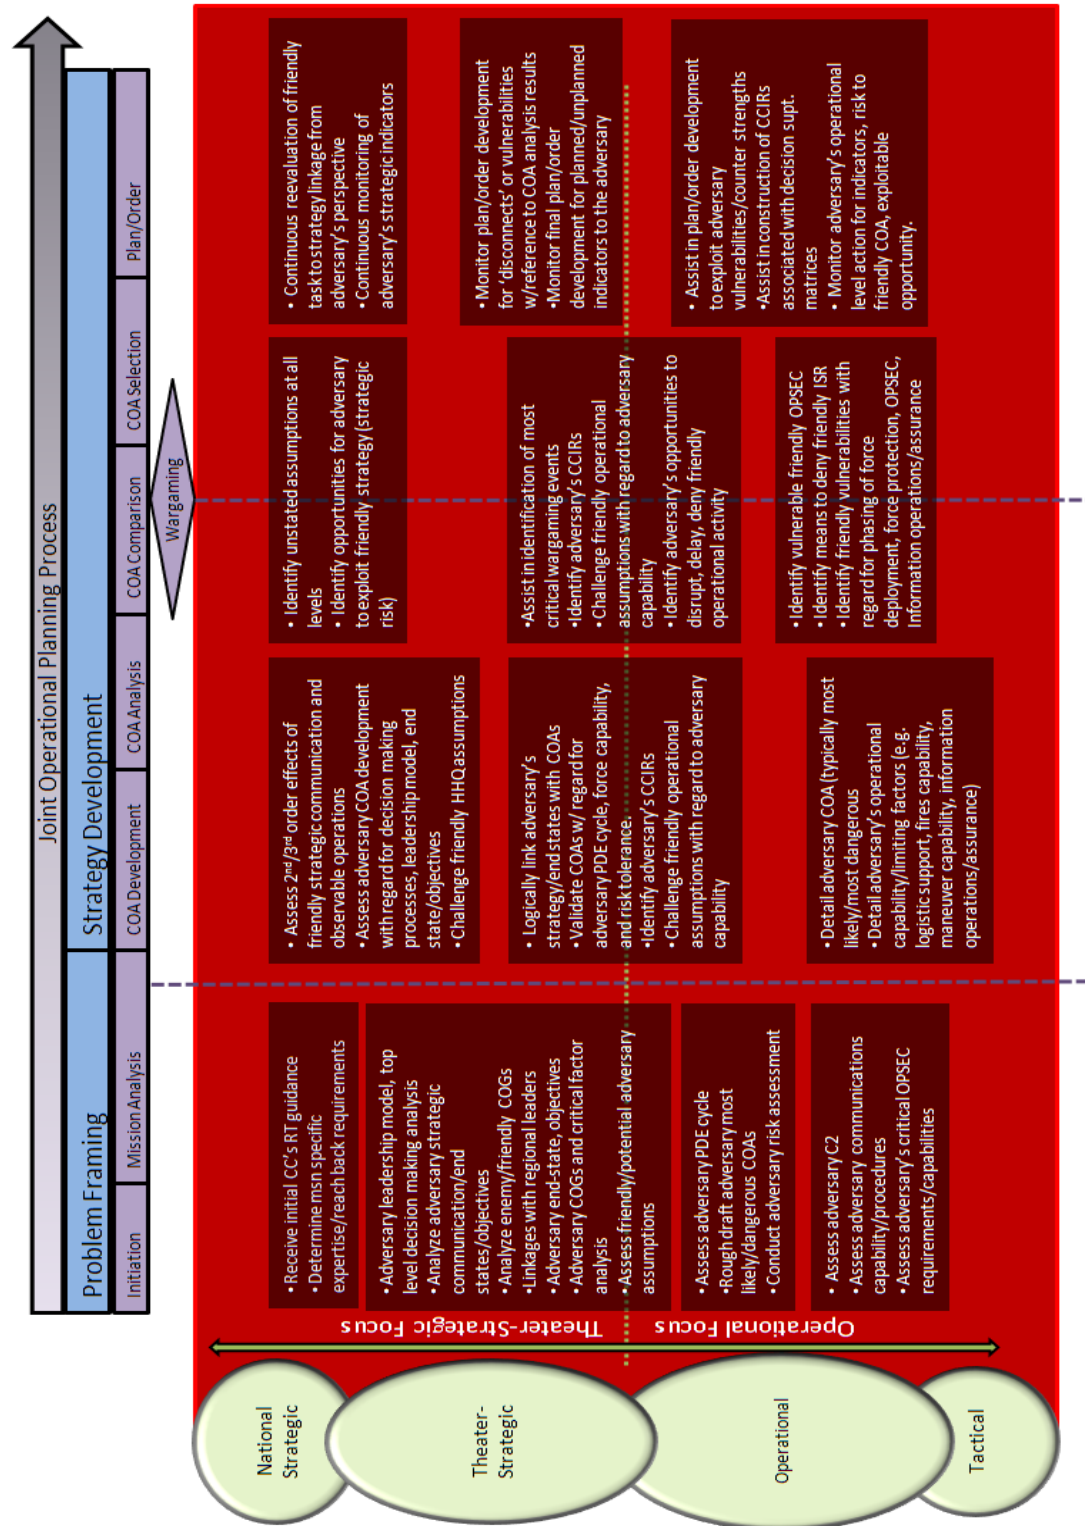 Joint Operational Planning Process
Problem Framing
Strategy Development
Initiation
Mission Analysis
COA Development
COA Analysis
COA Comparison
COA Selection
Plan/Order
Wargaming
National
Strategic
Theater-
Strategic
Operational
Tactical
Theater-Strategic Focus
Operational Focus
• Receive initial CC's RT guidance
• Determine msn specific
expertise/reach back requirements
• Adversary leadership model, top
level decision making analysis
• Analyze adversary strategic
communication/end
states/objectives
• Analyze enemy/friendly COGs
• Linkages with regional leaders
• Adversary end-state, objectives
• Adversary COGs and critical factor
analysis
• Assess friendly/potential adversary
assumptions
• Assess adversary PDE cycle
• Rough draft adversary most
likely/dangerous COAs
• Conduct adversary risk assessment
• Assess adversary C2
• Assess adversary communications
capability/procedures
• Assess adversary's critical OPSEC
requirements/capabilities
• Assess 2nd/3rd order effects of
friendly strategic communication and
observable operations
• Assess adversary COA development
with regard for decision making
processes, leadership model, end
state/objectives
• Challenge friendly HHQ assumptions
• Logically link adversary's
strategy/end states with COAs
• Validate COAs w/ regard for
adversary PDE cycle, force capability,
and risk tolerance.
• Identify adversary's CCIRs
• Challenge friendly operational
assumptions with regard to adversary
capability
• Detail adversary COA (typically most
likely/most dangerous
• Detail adversary's operational
capability/limiting factors (e.g.
logistic support, fires capability,
maneuver capability, information
operations/assurance)
• Identify unstated assumptions at all
levels
• Identify opportunities for adversary
to exploit friendly strategy (strategic
risk)
• Assist in identification of most
critical wargaming events
• Identify adversary's CCIRs
• Challenge friendly operational
assumptions with regard to adversary
capability
• Identify adversary's opportunities to
disrupt, delay, deny friendly
operational activity
• Identify vulnerable friendly OPSEC
• Identify means to deny friendly ISR
• Identify friendly vulnerabilities with
regard for phasing of force
deployment, force protection, OPSEC,
Information operations/assurance
• Continuous reevaluation of friendly
task to strategy linkage from
adversary's perspective
• Continuous monitoring of
adversary's strategic indicators
• Monitor plan/order development
for 'disconnects' or vulnerabilities
w/reference to COA analysis results
• Monitor final plan/order
development for planned/unplanned
indicators to the adversary
• Assist in plan/order development
to exploit adversary
vulnerabilities/counter strengths
• Assist in construction of CCIRs
associated with decision supt.
matrices
• Monitor adversary's operational
level action for indicators, risk to
friendly COA, exploitable
opportunity.